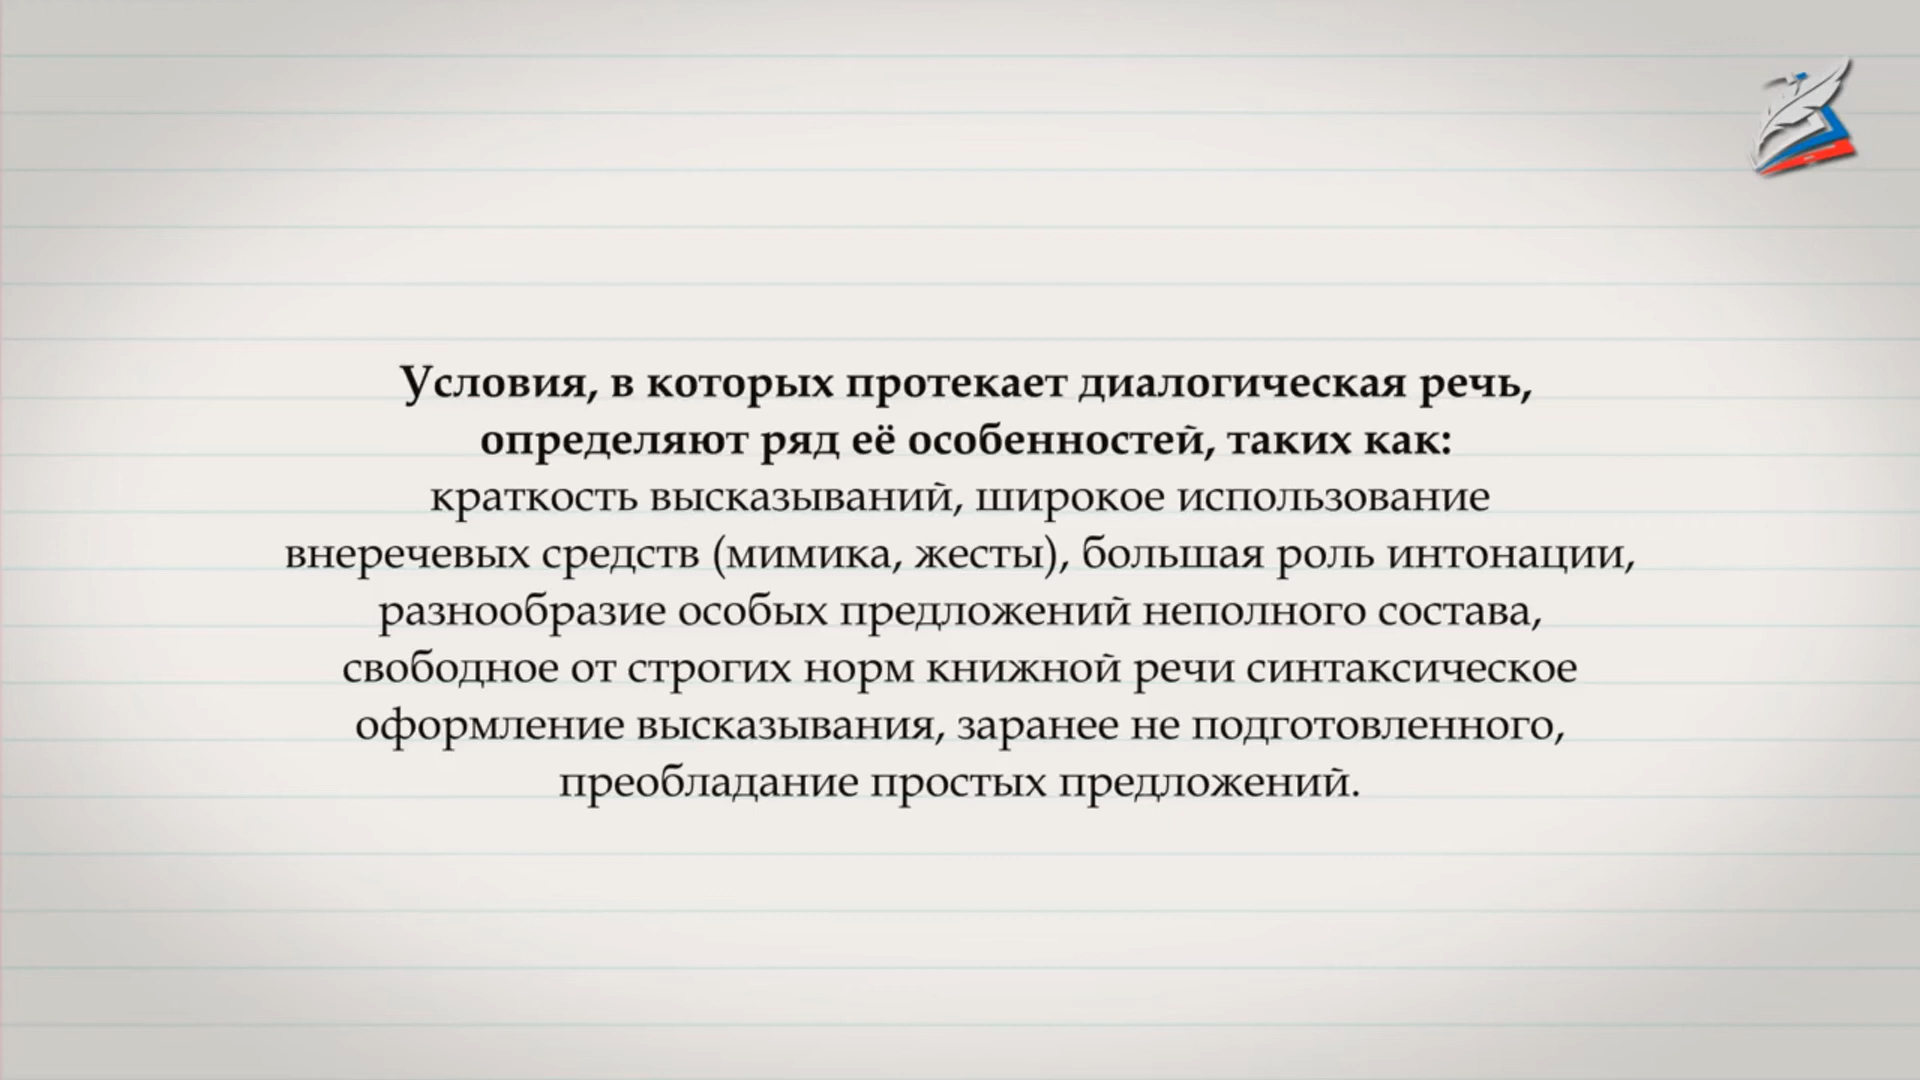 Условия, в которых протекает диалогическая речь,
определяют ряд её особенностей, таких как:
краткость высказываний, широкое использование
внеречевых средств (мимика, жесты), большая роль интонации,
разнообразие особых предложений неполного состава,
свободное от строгих норм книжной речи синтаксическое
оформление высказывания, заранее не подготовленного,
преобладание простых предложений.